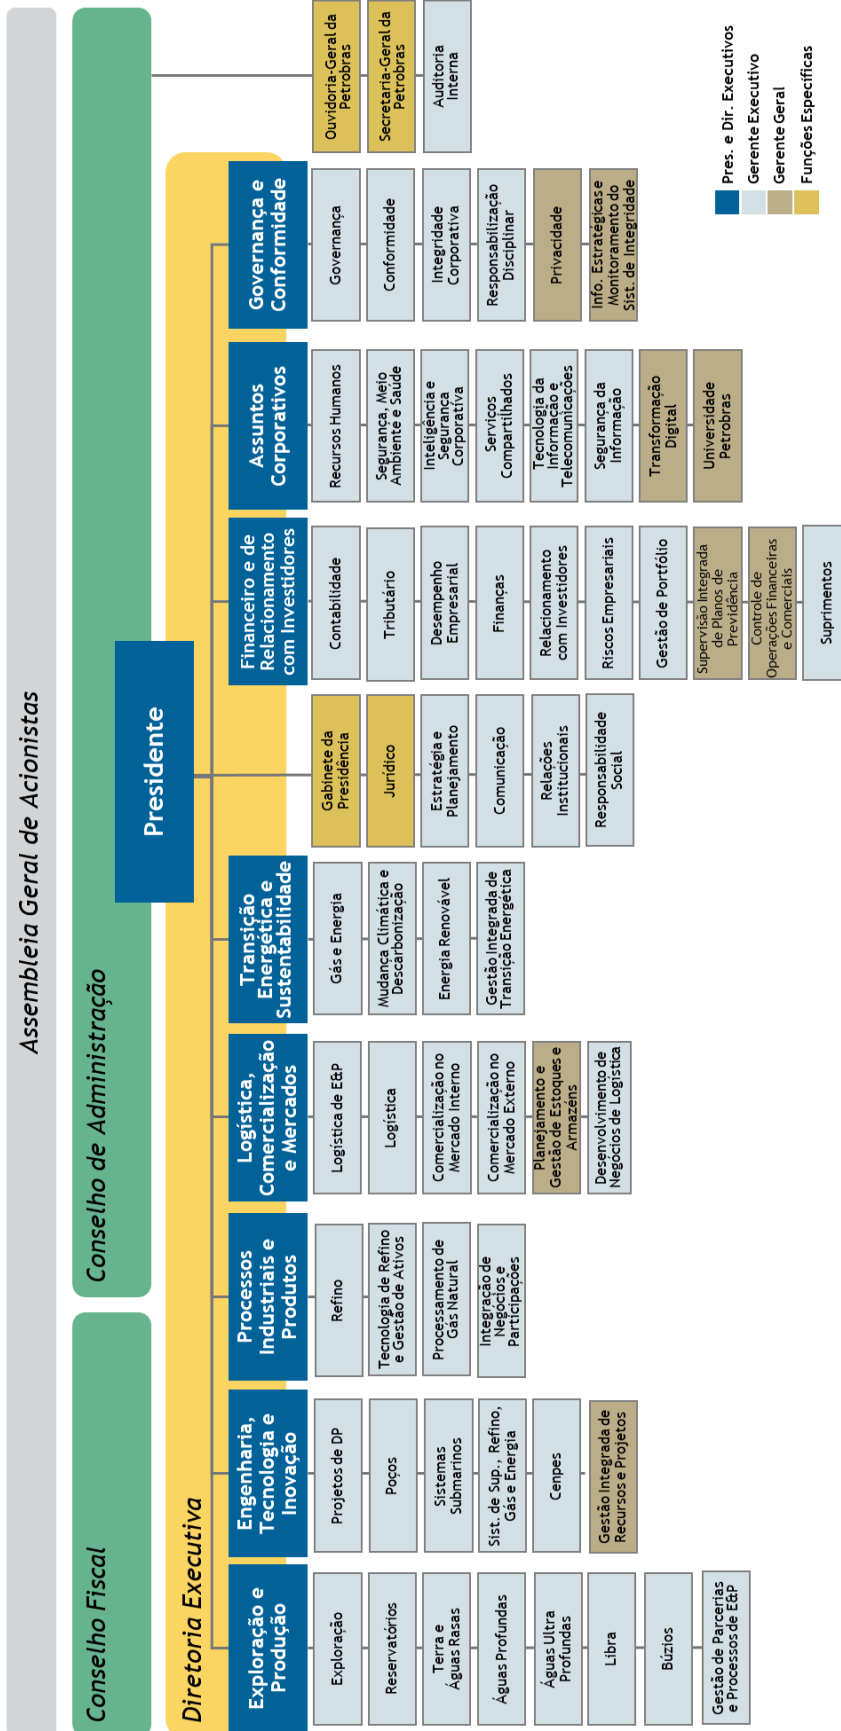 Assembleia Geral de Acionistas
Conselho Fiscal
Conselho de Administração
Diretoria Executiva
Presidente
Exploração e
Produção
Exploração
Reservatórios
Terra e
Águas Rasas
Águas Profundas
Águas Ultra
Profundas
Libra
Búzios
Gestão de Parcerias
e Processos de E&P
Engenharia,
Tecnologia e
Inovação
Projetos de DP
Poços
Sistemas
Submarinos
Sist. de Sup., Refino,
Gás e Energia
Cenpes
Gestão Integrada de
Recursos e Projetos
Processos
Industriais e
Produtos
Refino
Tecnologia de Refino
e Gestão de Ativos
Processamento de
Gás Natural
Integração de
Negócios e
Participações
Logística,
Comercialização
e Mercados
Logística de E&P
Logística
Comercialização no
Mercado Interno
Comercialização no
Mercado Externo
Planejamento e
Gestão de Estoques e
Armazéns
Desenvolvimento de
Negócios de Logística
Transição
Energética e
Sustentabilidade
Gás e Energia
Mudança Climática e
Descarbonização
Energia Renovável
Gestão Integrada de
Transição Energética
Gabinete da
Presidência
Jurídico
Estratégia e
Planejamento
Comunicação
Relações
Institucionais
Responsabilidade
Social
Financeiro e de
Relacionamento
com Investidores
Contabilidade
Tributário
Desempenho
Empresarial
Finanças
Relacionamento
com Investidores
Riscos Empresariais
Gestão de Portfólio
Supervisão Integrada
de Planos de
Previdência
Controle de
Operações Financeiras
e Comerciais
Suprimentos
Assuntos
Corporativos
Recursos Humanos
Segurança, Meio
Ambiente e Saúde
Inteligência e
Segurança
Corporativa
Serviços
Compartilhados
Tecnologia da
Informação e
Telecomunicações
Segurança da
Informação
Transformação
Digital
Universidade
Petrobras
Governança e
Conformidade
Governança
Conformidade
Integridade
Corporativa
Responsabilização
Disciplinar
Privacidade
Info. Estratégicas e
Monitoramento do
Sist. de Integridade
Ouvidoria-Geral da
Petrobras
Secretaria-Geral da
Petrobras
Auditoria
Interna
Pres. e Dir. Executivos
Gerente Executivo
Gerente Geral
Funções Específicas